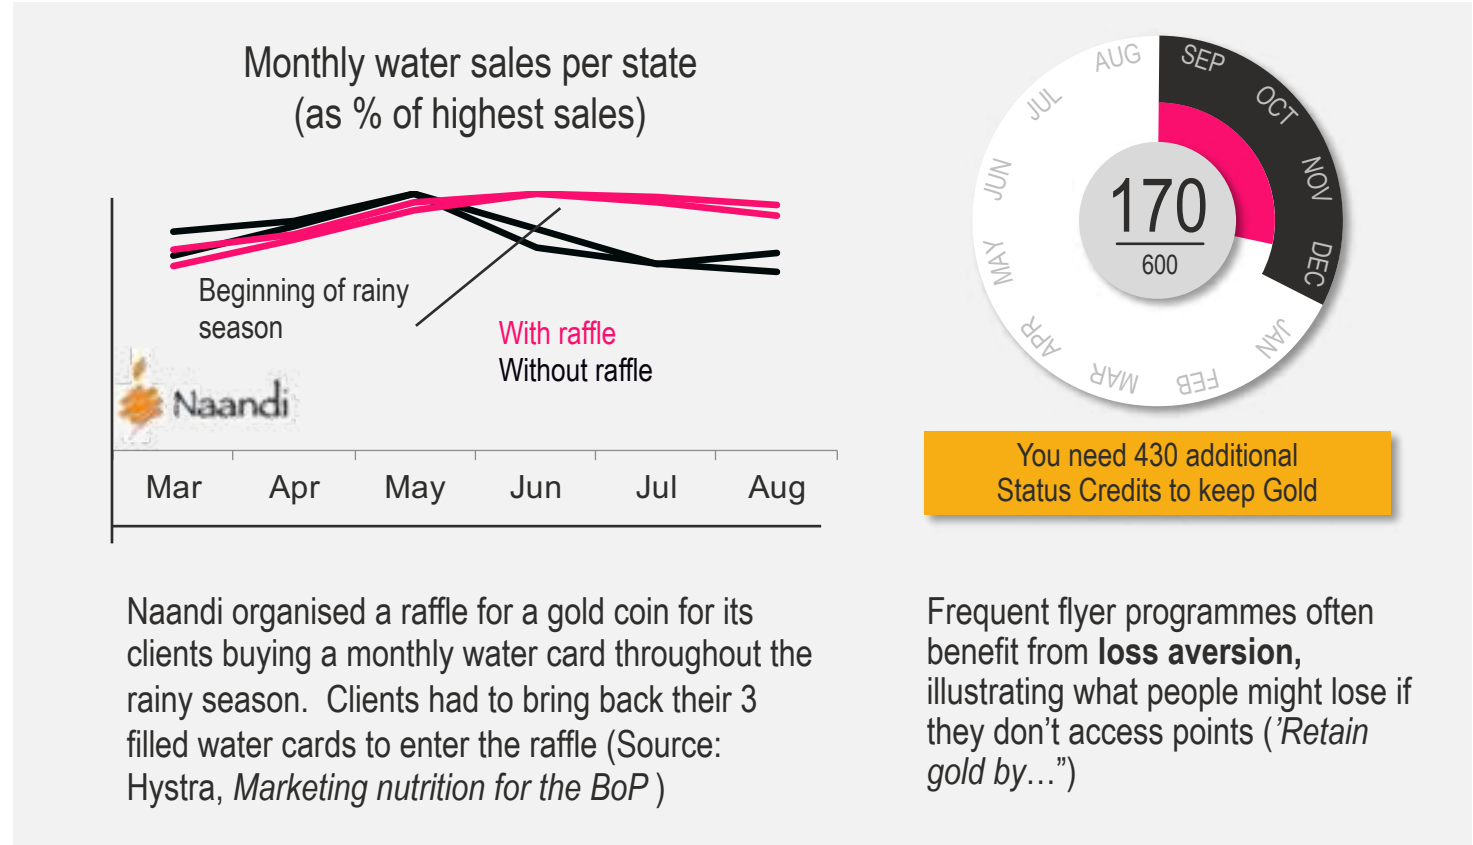 Monthly water sales per state
(as % of highest sales)
Beginning of rainy
season
With raffle
Without raffle
Naandi
Mar Apr May Jun Jul Aug
Naandi organised a raffle for a gold coin for its
clients buying a monthly water card throughout the
rainy season.  Clients had to bring back their 3
filled water cards to enter the raffle (Source:
Hystra, Marketing nutrition for the BoP )
SEP
OCT
NOV
DEC
JAN
FEB
MAR
APR
MAY
JUN
JUL
AUG
170
600
You need 430 additional
Status Credits to keep Gold
Frequent flyer programmes often
benefit from loss aversion,
illustrating what people might lose if
they don’t access points (’Retain
gold by…”)